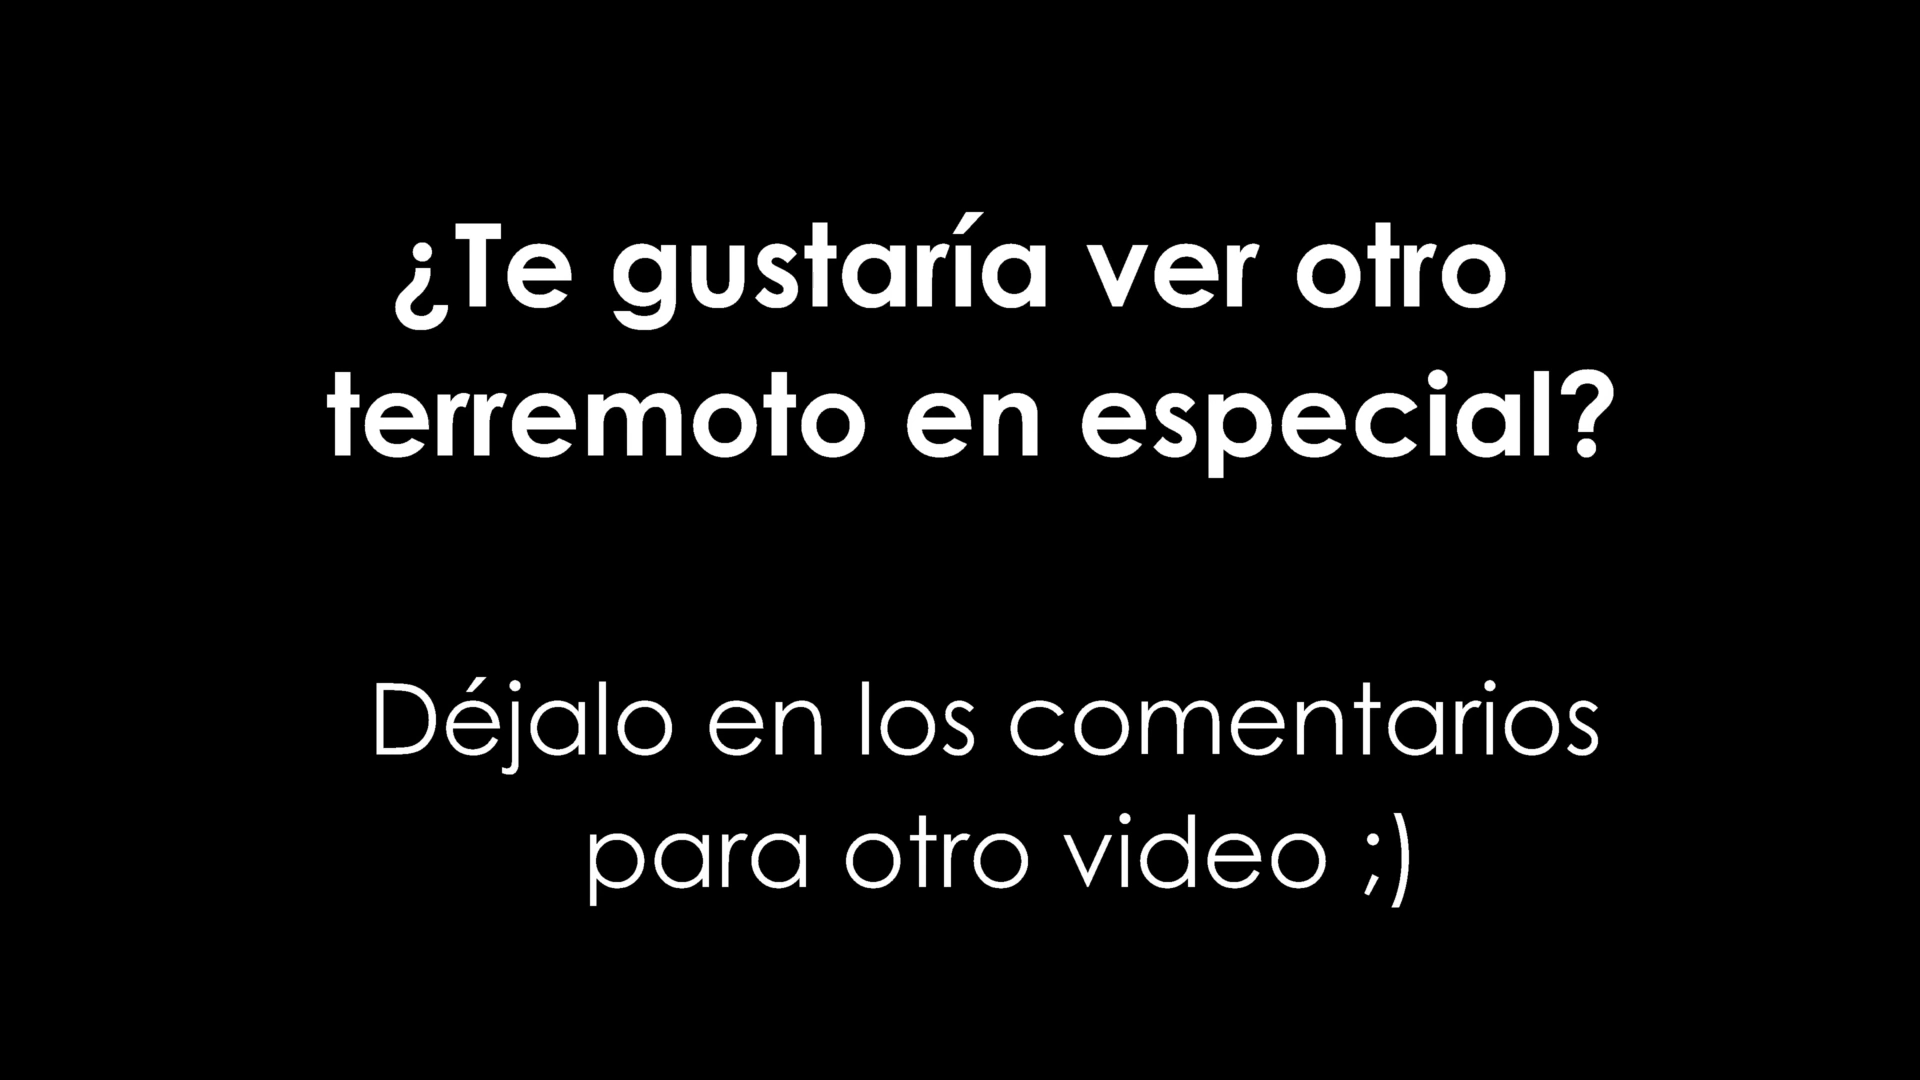 ¿Te gustaría ver otro
terremoto en especial?
Déjalo en los comentarios
para otro video ;)